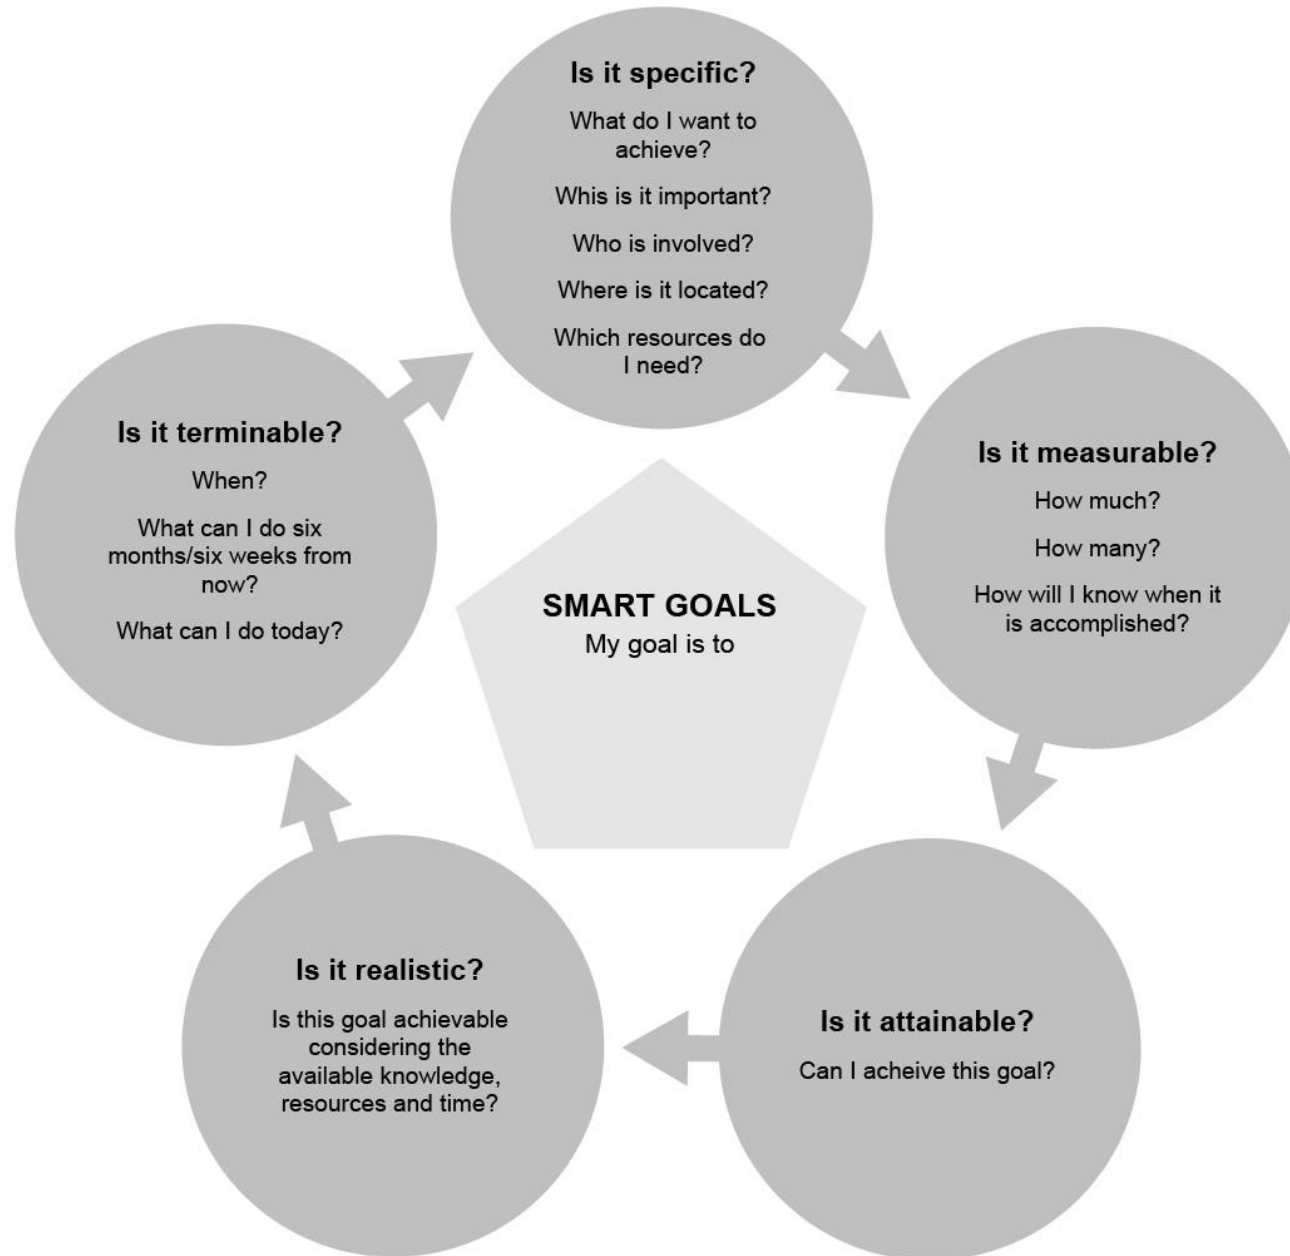 Is it specific?
What do I want to
achieve?
Whis is it important?
Who is involved?
Where is it located?
Which resources do
I need?
Is it measurable?
How much?
How many?
How will I know when it
is accomplished?
Is it attainable?
Can I acheive this goal?
Is it realistic?
Is this goal achievable
considering the
available knowledge,
resources and time?
Is it terminable?
When?
What can I do six
months/six weeks from
now?
What can I do today?
SMART GOALS
My goal is to